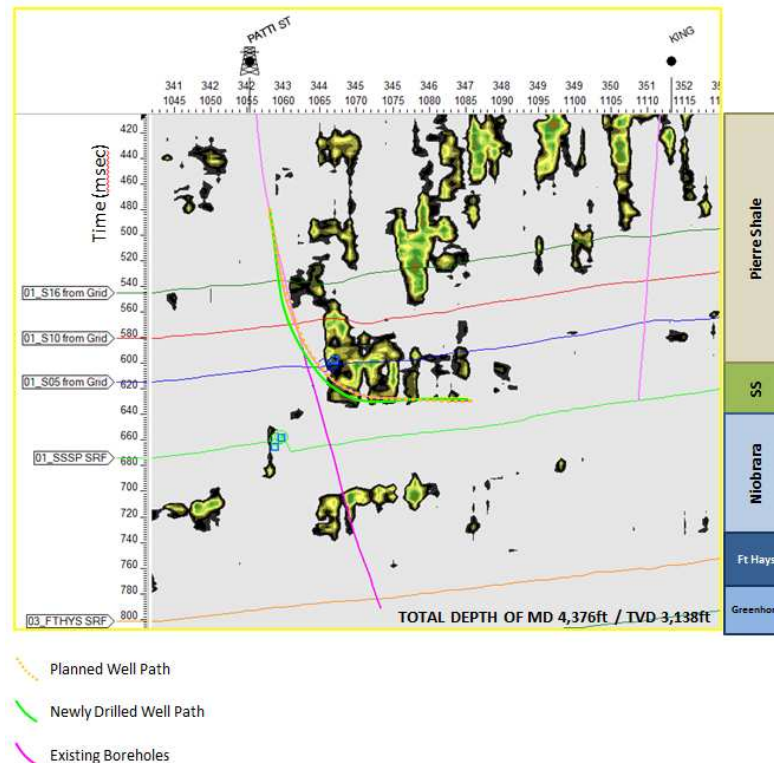 PATTI ST
KING
341 341 342 343 344 345 345 346 346 347 348 349 349 350 351 352
1045 1050 1055 1060 1065 1070 1075 1080 1085 1090 1095 1100 1105 1110 1115
Time (msec)
420
440
460
480
500
520
540
560
580
600
620
640
660
680
700
720
740
760
780
800
01_S16 from Grid
01_S10 from Grid
01_S05 from Grid
01_SSSP SRF
03_FTHYS SRF
Pierre Shale
SS
Niobrara
Ft Hays
TOTAL DEPTH OF MD 4,376ft / TVD 3,138ft
Planned Well Path
Newly Drilled Well Path
Existing Boreholes